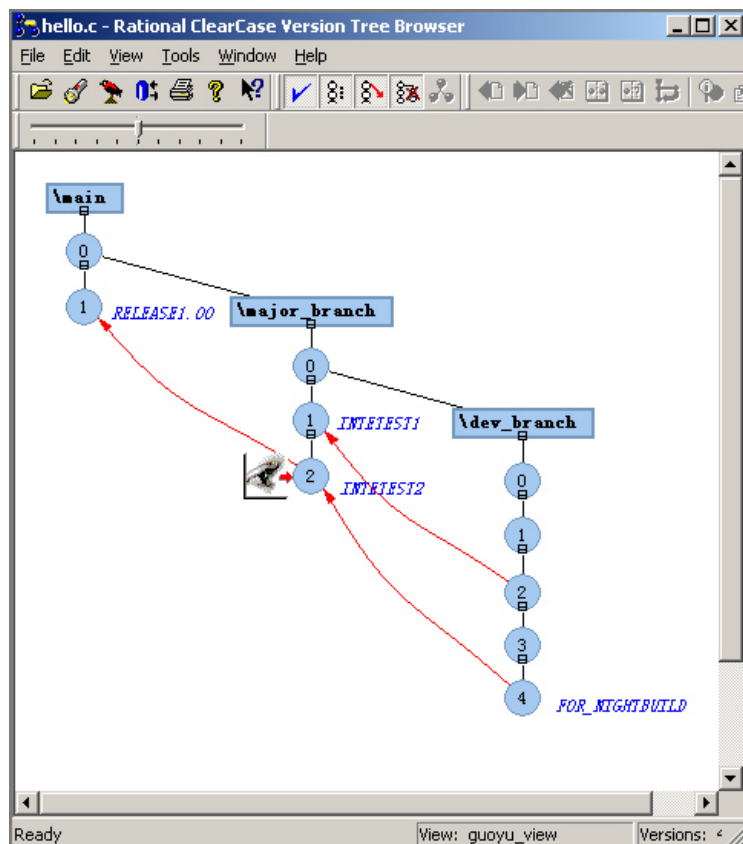 hello.c - Rational ClearCase Version Tree Browser
File Edit View Tools Window Help
\main
0
1 RELEASE1.00
\major_branch
0
1 INTETEST1
2 INTETEST2
\dev_branch
0
1
2
3
4 FOR_NIGHTBUILD
Ready View: guoyu_view Versions: